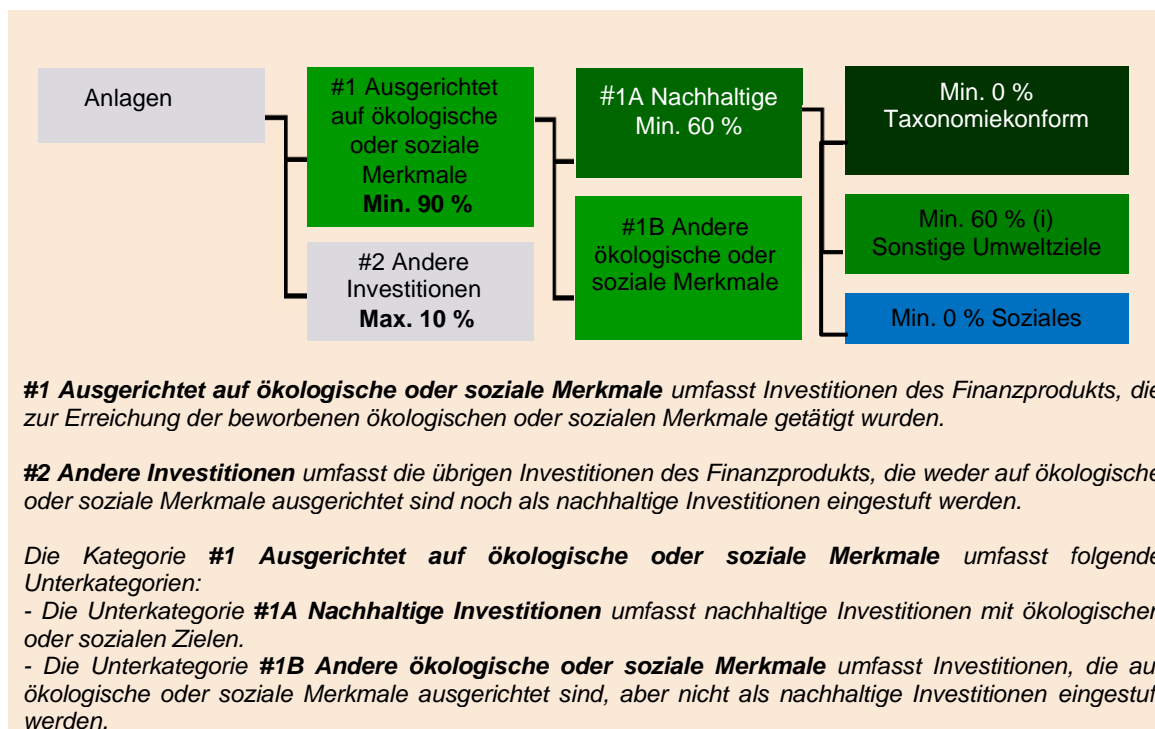 Anlagen
#1 Ausgerichtet
auf ökologische
oder soziale
Merkmale
Min. 90 %
#2 Andere
Investitionen
Max. 10 %
#1A Nachhaltige
Min. 60 %
#1B Andere
ökologische oder
soziale Merkmale
Min. 0 %
Taxonomiekonform
Min. 60 % (i)
Sonstige Umweltziele
Min. 0 % Soziales
#1 Ausgerichtet auf ökologische oder soziale Merkmale umfasst Investitionen des Finanzprodukts, die
zur Erreichung der beworbenen ökologischen oder sozialen Merkmale getätigt wurden.
#2 Andere Investitionen umfasst die übrigen Investitionen des Finanzprodukts, die weder auf ökologische
oder soziale Merkmale ausgerichtet sind noch als nachhaltige Investitionen eingestuft werden.
Die Kategorie #1 Ausgerichtet auf ökologische oder soziale Merkmale umfasst folgende
Unterkategorien:
- Die Unterkategorie #1A Nachhaltige Investitionen umfasst nachhaltige Investitionen mit ökologischen
oder sozialen Zielen.
- Die Unterkategorie #1B Andere ökologische oder soziale Merkmale umfasst Investitionen, die auf
ökologische oder soziale Merkmale ausgerichtet sind, aber nicht als nachhaltige Investitionen eingestuft
werden.